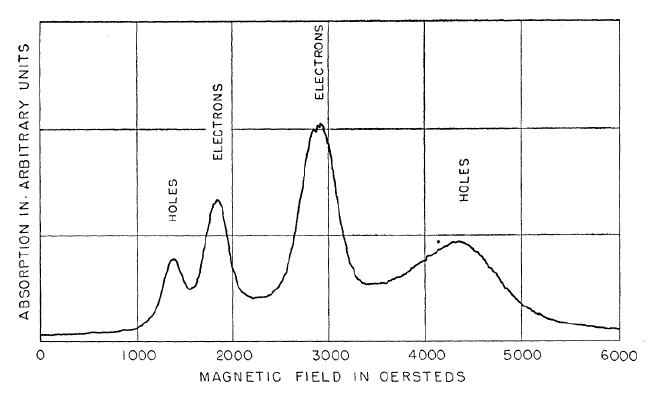 ELECTRONS
ELECTRONS
HOLES
HOLES
ABSORPTION IN ARBITRARY UNITS
0 1000 2000 3000 4000 5000 6000
MAGNETIC FIELD IN OERSTEDS